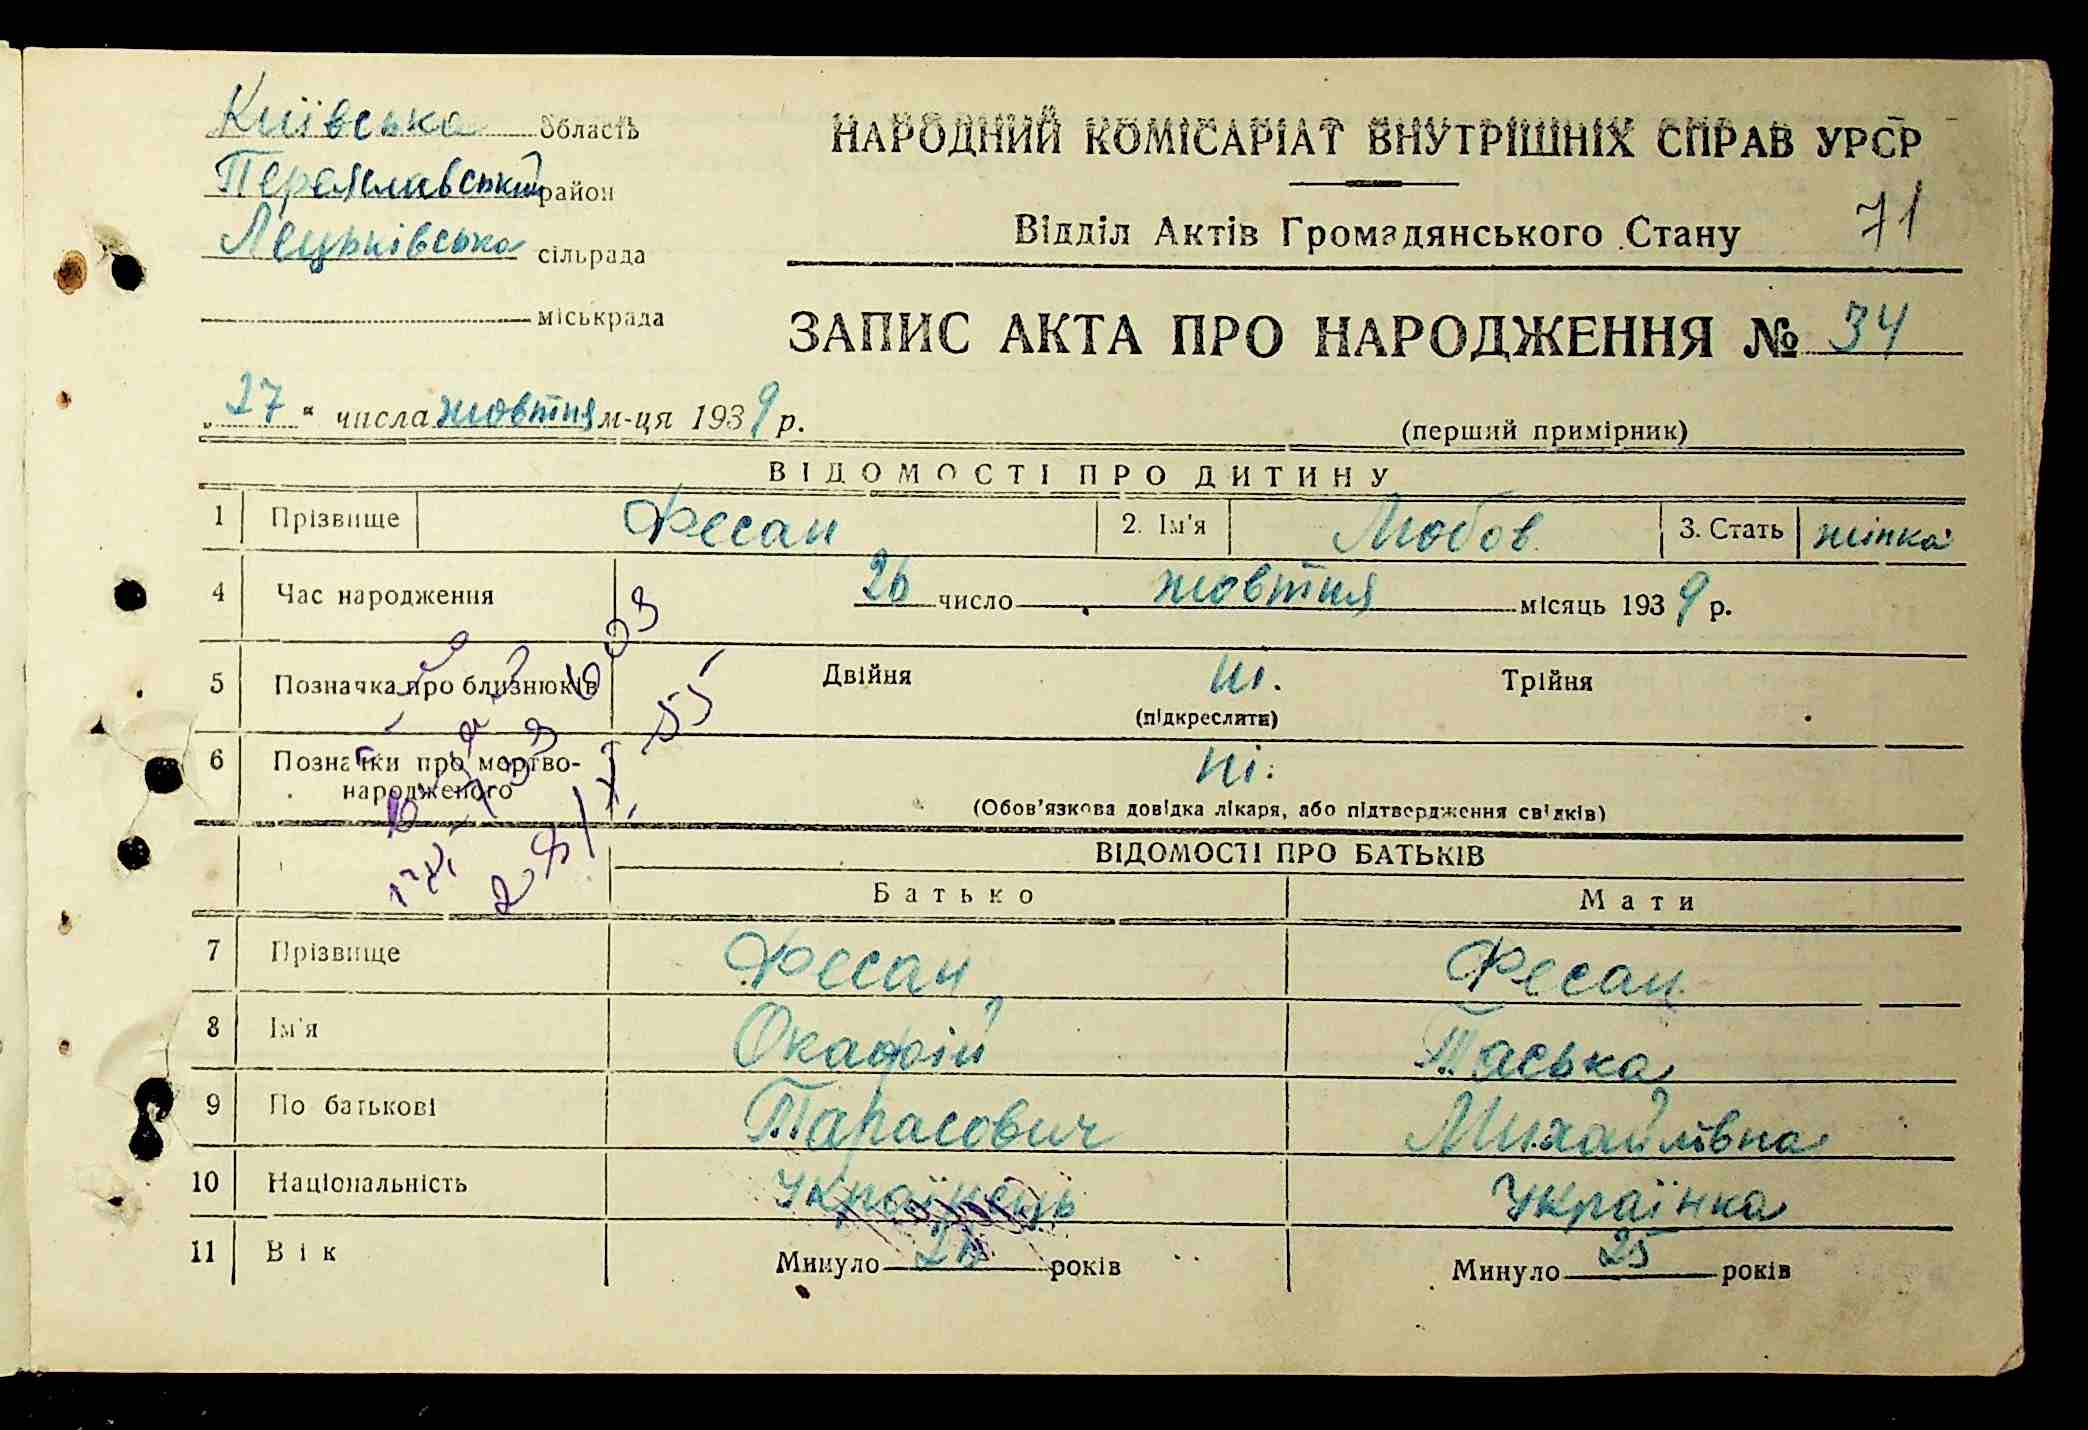 Київська область
Переяславський район
Лецьківська сільрада
міськрада
НАРОДНИЙ КОМІСАРІАТ ВНУТРІШНІХ СПРАВ УРСР
Відділ Актів Громадянського Стану
71
ЗАПИС АКТА ПРО НАРОДЖЕННЯ № 34
„27“ числа жовтня м-ця 1939 р.
(перший примірник)
ВІДОМОСТІ ПРО ДИТИНУ
1 Прізвище Фесан 2. Ім'я Любов 3. Стать жінка
4 Час народження 26 число жовтня місяць 1939 р.
5 Позначка про близнюків Двійня ні. Трійня
(підкреслити)
6 Позначки про мертво-
народженого ні.
(Обов'язкова довідка лікаря, або підтвердження свідків)
ВІДОМОСТІ ПРО БАТЬКІВ
Батько Мати
7 Прізвище Фесан Фесан
8 Ім'я Окафій Таська
9 По батькові Тарасович Михайлівна
10 Національність Українець Українка
11 Вік Минуло років Минуло 25 років